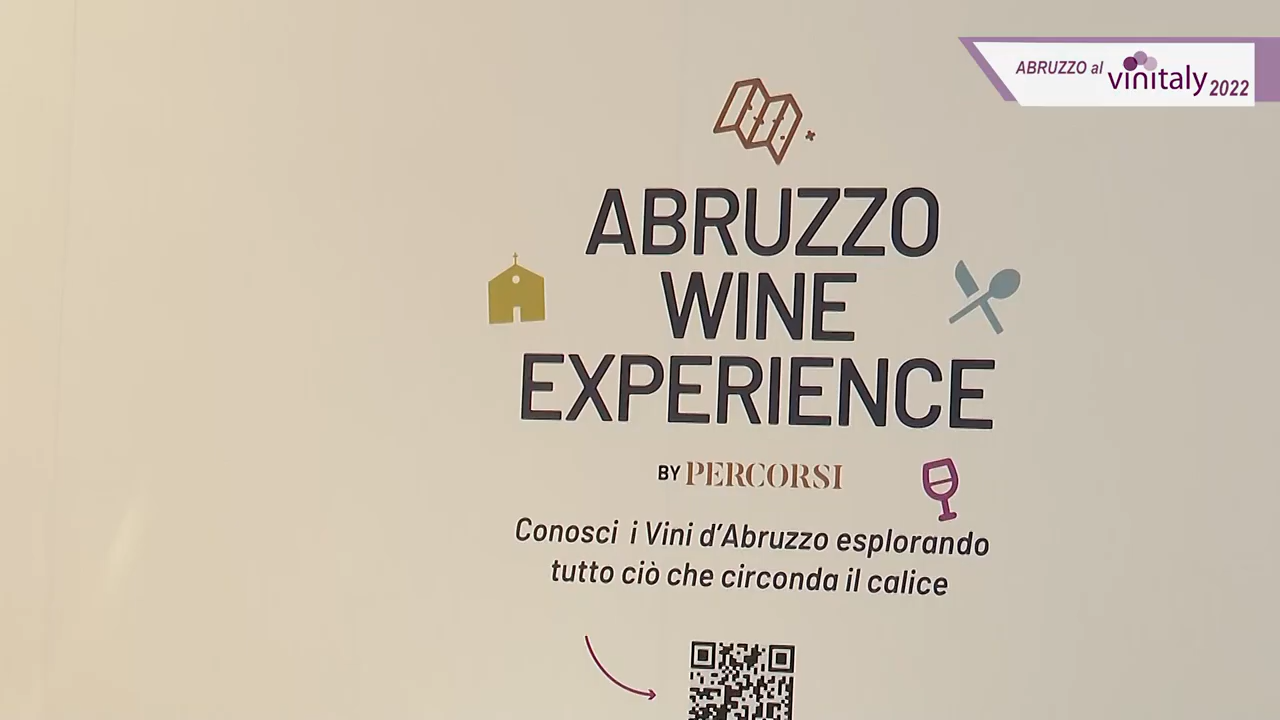 ABRUZZO al vinitaly 2022
ABRUZZO
WINE
EXPERIENCE
BY PERCORSI
Conosci i Vini d'Abruzzo esplorando
tutto ciò che circonda il calice